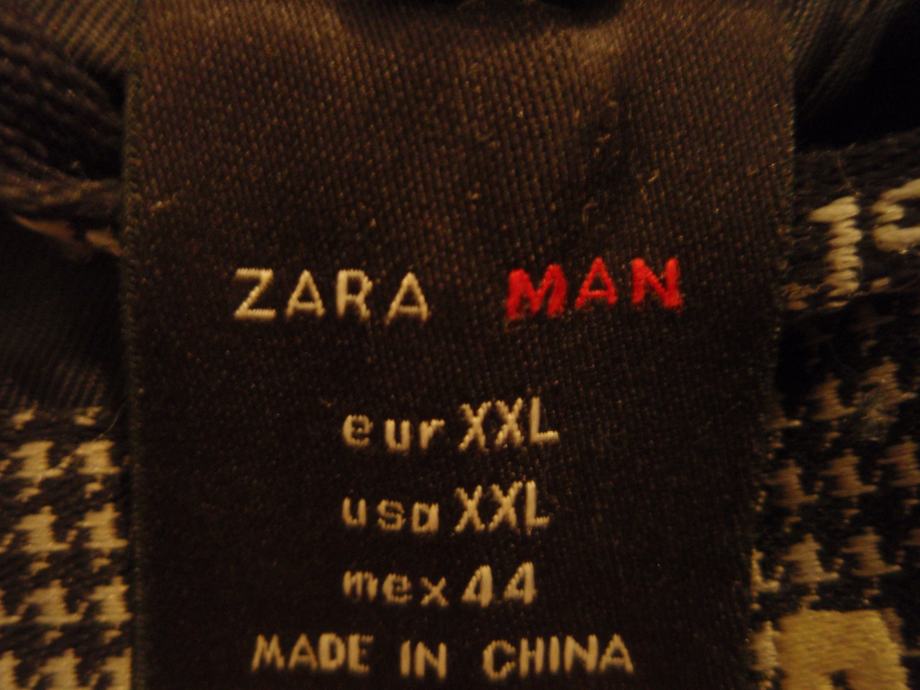 ZARA MAN
eur XXL
usa XXL
mex 44
MADE IN CHINA